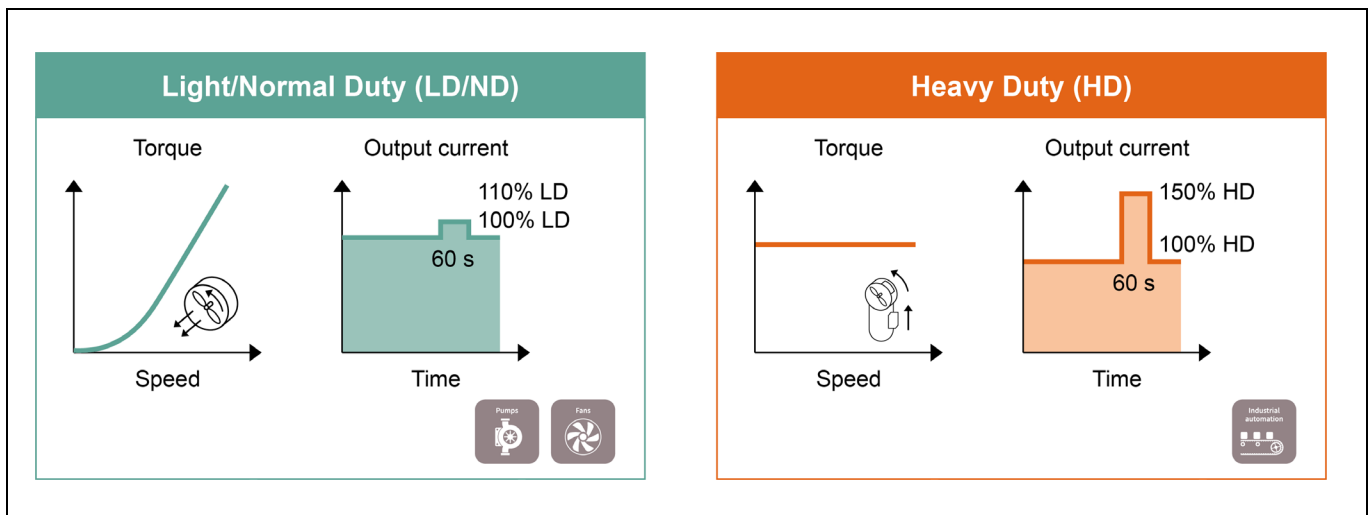 Light/Normal Duty (LD/ND)
Torque
Output current
110% LD
100% LD
60 s
Speed
Time
Pumps
Fans
Heavy Duty (HD)
Torque
Output current
150% HD
100% HD
60 s
Speed
Time
Industrial
automation